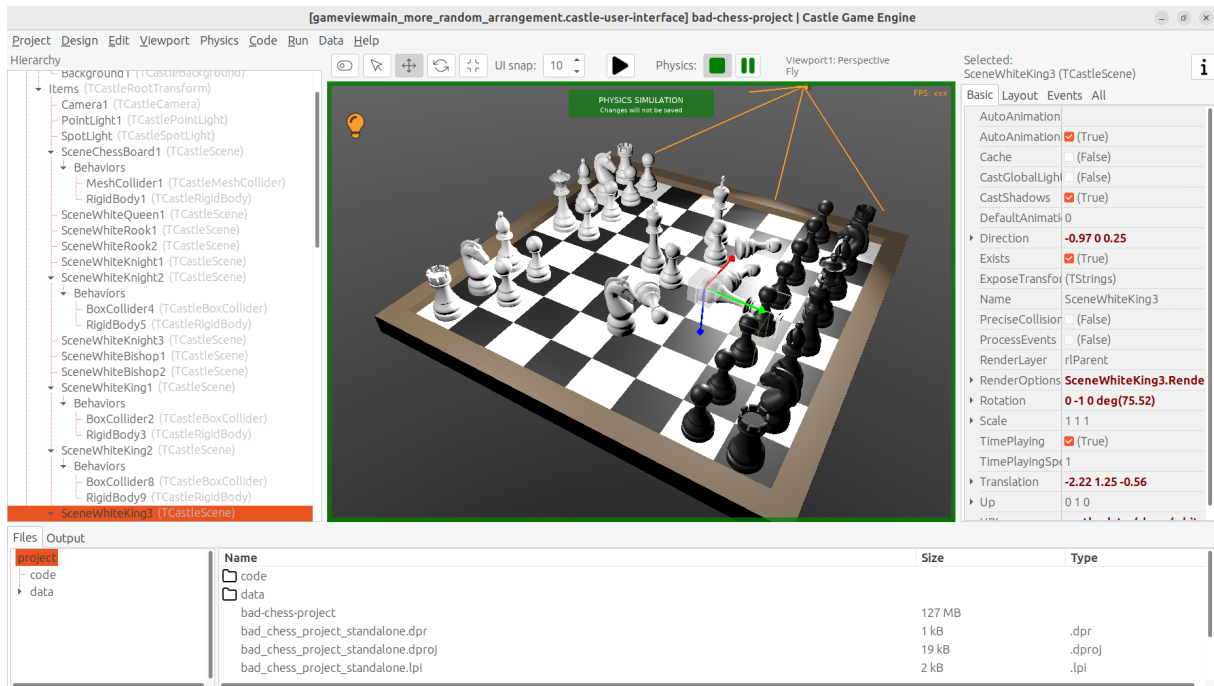 [gameviewmain_more_random_arrangement.castle-user-interface] bad-chess-project | Castle Game Engine
Project Design Edit Viewport Physics Code Run Data Help
Hierarchy
Background1 (TCastleBackground)
Items (TCastleRootTransform)
Camera1 (TCastleCamera)
PointLight1 (TCastlePointLight)
SpotLight (TCastleSpotLight)
SceneChessBoard1 (TCastleScene)
Behaviors
MeshCollider1 (TCastleMeshCollider)
RigidBody1 (TCastleRigidBody)
SceneWhiteQueen1 (TCastleScene)
SceneWhiteRook1 (TCastleScene)
SceneWhiteRook2 (TCastleScene)
SceneWhiteKnight1 (TCastleScene)
SceneWhiteKnight2 (TCastleScene)
Behaviors
BoxCollider4 (TCastleBoxCollider)
RigidBody5 (TCastleRigidBody)
SceneWhiteKnight3 (TCastleScene)
SceneWhiteBishop1 (TCastleScene)
SceneWhiteBishop2 (TCastleScene)
SceneWhiteKing1 (TCastleScene)
Behaviors
BoxCollider2 (TCastleBoxCollider)
RigidBody3 (TCastleRigidBody)
SceneWhiteKing2 (TCastleScene)
Behaviors
BoxCollider8 (TCastleBoxCollider)
RigidBody9 (TCastleRigidBody)
SceneWhiteKing3 (TCastleScene)
UI snap: 10
Physics:
Viewport1: Perspective
Fly
PHYSICS SIMULATION
Changes will not be saved
FPS: xxx
Selected:
SceneWhiteKing3 (TCastleScene)
i
Basic Layout Events All
AutoAnimation
AutoAnimation (True)
Cache (False)
CastGlobalLight (False)
CastShadows (True)
DefaultAnimati 0
Direction -0.97 0 0.25
Exists (True)
ExposeTransfor (TStrings)
Name SceneWhiteKing3
PreciseCollision (False)
ProcessEvents (False)
RenderLayer rlParent
RenderOptions SceneWhiteKing3.Rende
Rotation 0 -1 0 deg(75.52)
Scale 1 1 1
TimePlaying (True)
TimePlayingSpe 1
Translation -2.22 1.25 -0.56
Up 0 1 0
Files Output
project
code
data
Name Size Type
code
data
bad-chess-project 127 MB
bad_chess_project_standalone.dpr 1 kB .dpr
bad_chess_project_standalone.dproj 19 kB .dproj
bad_chess_project_standalone.lpi 2 kB .lpi